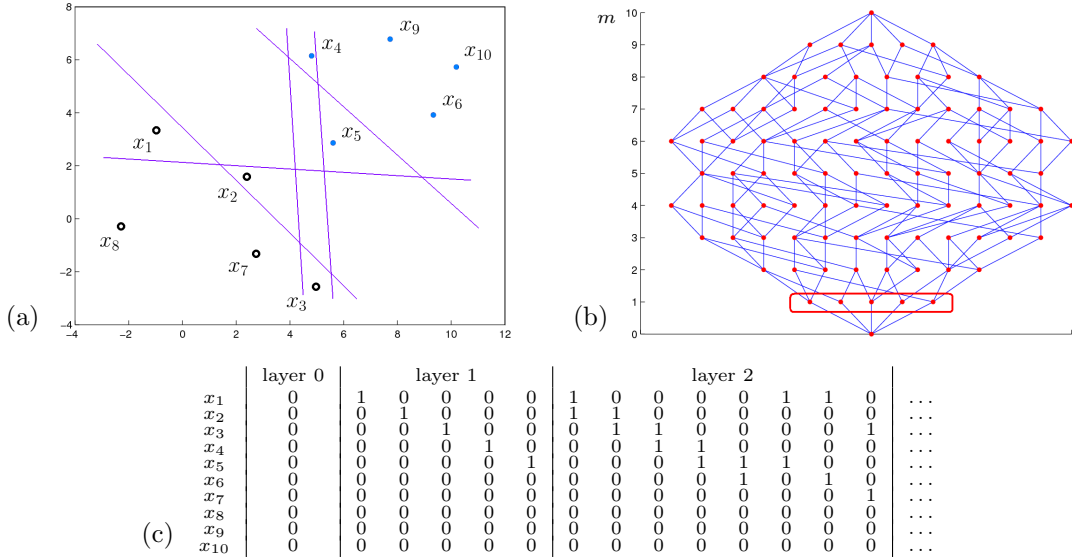 8
6
4
2
0
−2
−4
−4 −2 0 2 4 6 8 10 12
x1
x2
x3
x4
x5
x6
x7
x8
x9
x10
(a)
m
10
9
8
7
6
5
4
3
2
1
0
(b)
layer 0 layer 1 layer 2
x1 0 1 0 0 0 0 1 0 0 0 0 1 1 0 ...
x2 0 0 1 0 0 0 1 1 0 0 0 0 0 0 ...
x3 0 0 0 1 0 0 0 1 1 0 0 0 0 1 ...
x4 0 0 0 0 1 0 0 0 1 1 0 0 0 0 ...
x5 0 0 0 0 0 1 0 0 0 1 1 1 0 0 ...
x6 0 0 0 0 0 0 0 0 0 0 1 0 1 0 ...
x7 0 0 0 0 0 0 0 0 0 0 0 0 0 1 ...
x8 0 0 0 0 0 0 0 0 0 0 0 0 0 0 ...
x9 0 0 0 0 0 0 0 0 0 0 0 0 0 0 ...
x10 0 0 0 0 0 0 0 0 0 0 0 0 0 0 ...
(c)